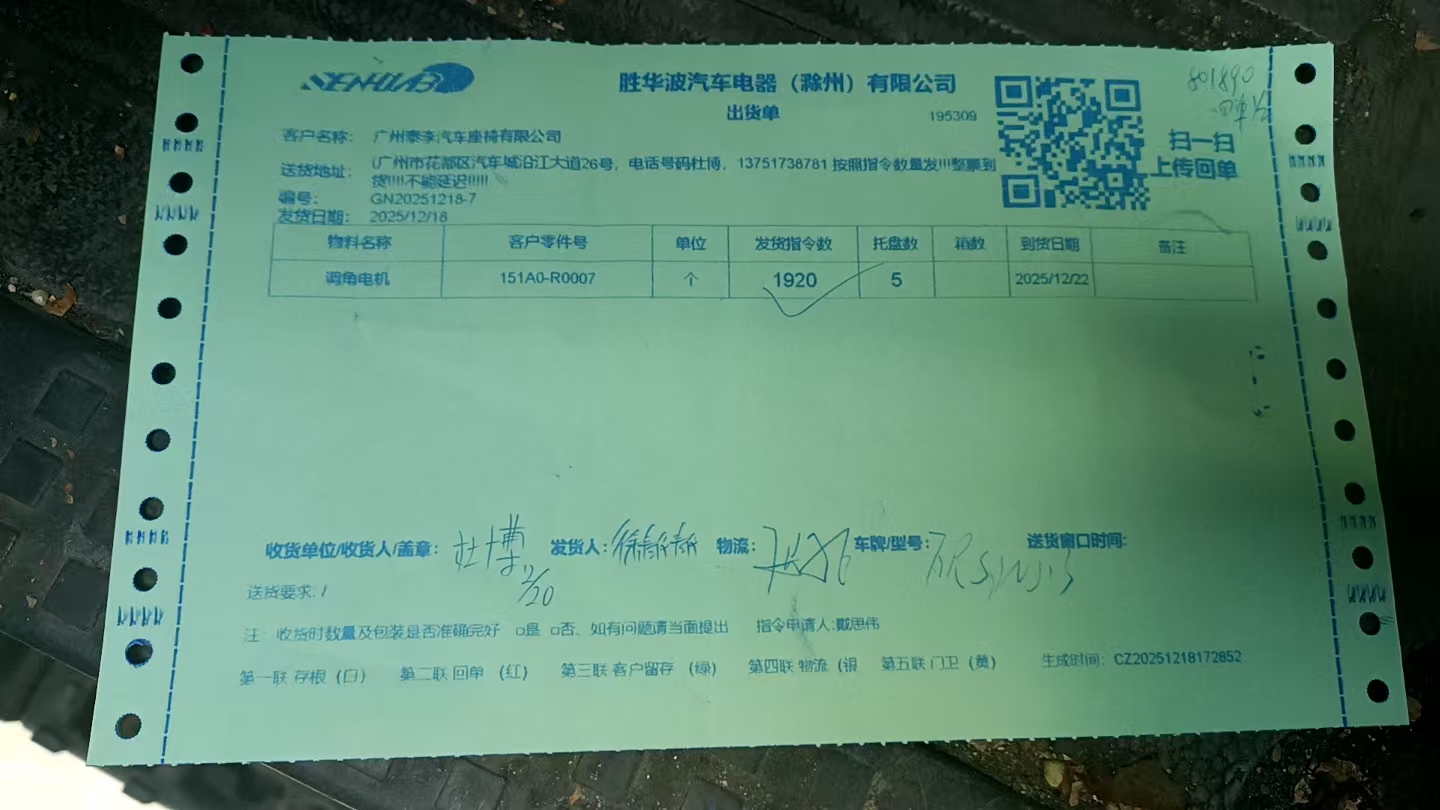 SENHUABO
801890
胜华波汽车电器（滁州）有限公司
出货单
195309
扫一扫
上传回单
客户名称： 广州泰李汽车座椅有限公司
送货地址： 广州市花都区汽车城沿江大道26号，电话号码杜博，13751738781 按照指令数量发!!!整票到
货!!!!不能延迟!!!!!
编号： GN20251218-7
发货日期： 2025/12/18
物料名称 客户零件号 单位 发货指令数 托盘数 箱数 到货日期 备注
调角电机 151A0-R0007 个 1920 5 2025/12/22
收货单位/收货人/盖章： 杜博 发货人： 物流： 车牌/型号： 送货窗口时间：
12/20
送货要求: /
注：收货时数量及包装是否准确完好 □是 □否、如有问题请当面提出 指令申请人:戴思伟
第一联 存根（白） 第二联 回单 （红） 第三联 客户留存 （绿） 第四联 物流（银 第五联 门卫（黄） 生成时间： CZ20251218172852